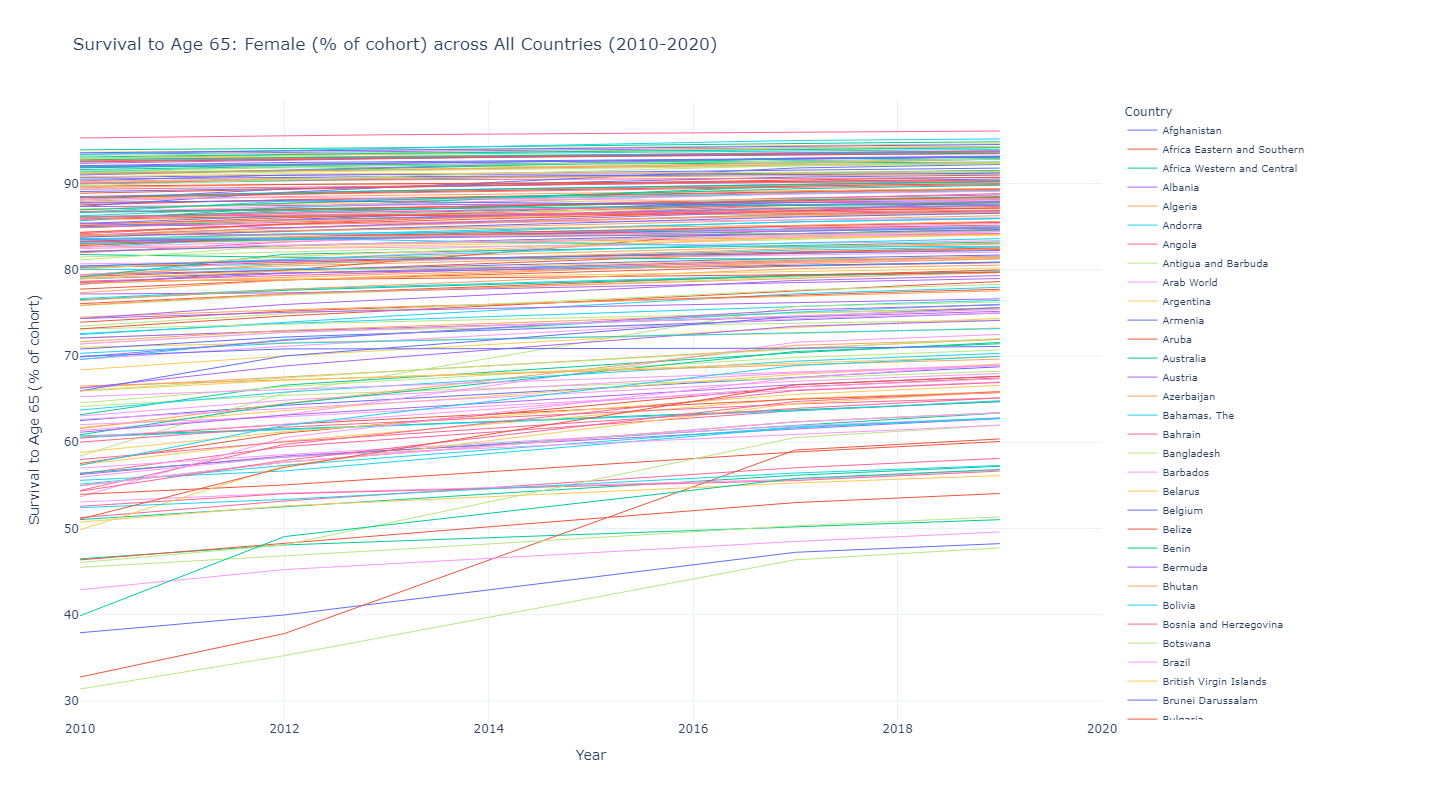 Survival to Age 65: Female (% of cohort) across All Countries (2010-2020)
Survival to Age 65 (% of cohort)
90
80
70
60
50
40
30
2010
2012
2014
2016
2018
2020
Year
Country
Afghanistan
Africa Eastern and Southern
Africa Western and Central
Albania
Algeria
Andorra
Angola
Antigua and Barbuda
Arab World
Argentina
Armenia
Aruba
Australia
Austria
Azerbaijan
Bahamas, The
Bahrain
Bangladesh
Barbados
Belarus
Belgium
Belize
Benin
Bermuda
Bhutan
Bolivia
Bosnia and Herzegovina
Botswana
Brazil
British Virgin Islands
Brunei Darussalam
Bulgaria